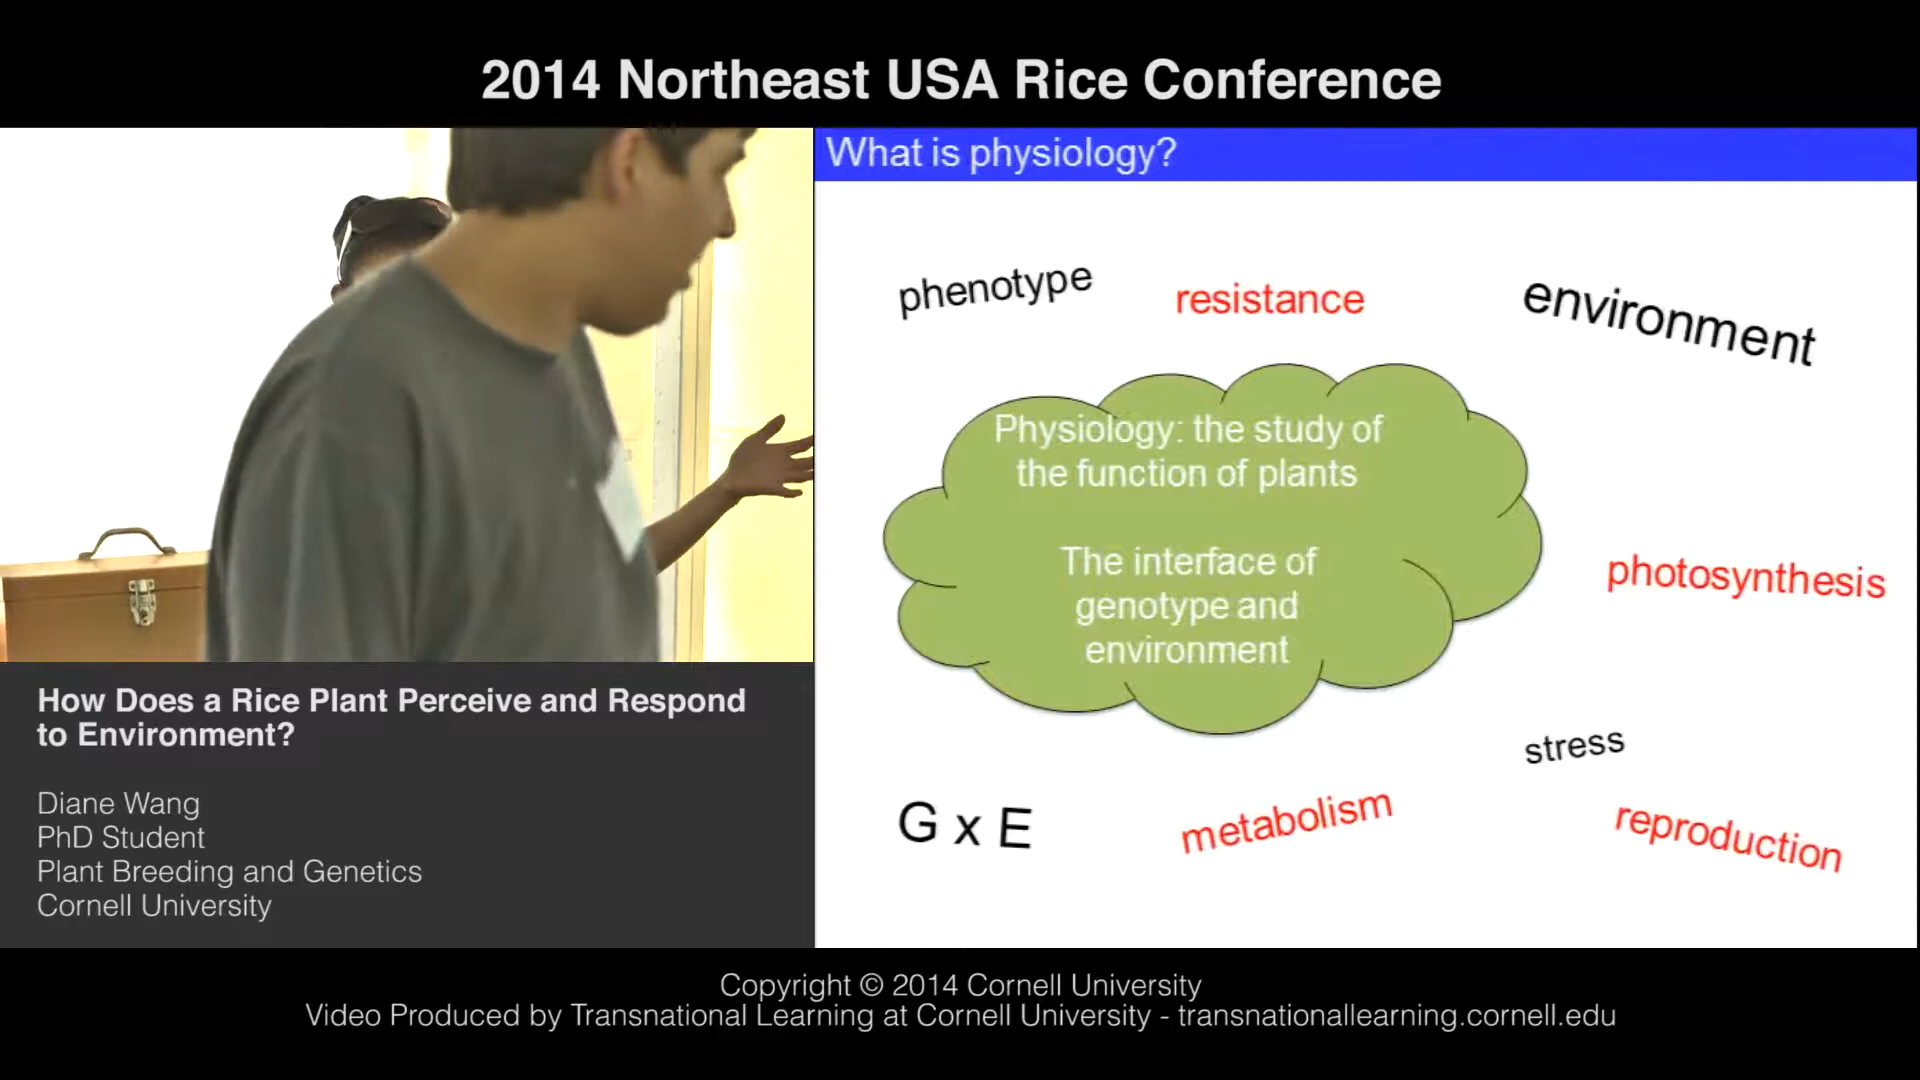 2014 Northeast USA Rice Conference
What is physiology?
phenotype
resistance
environment
Physiology: the study of
the function of plants
The interface of
genotype and
environment
photosynthesis
stress
G x E
metabolism
reproduction
How Does a Rice Plant Perceive and Respond
to Environment?
Diane Wang
PhD Student
Plant Breeding and Genetics
Cornell University
Copyright © 2014 Cornell University
Video Produced by Transnational Learning at Cornell University - transnationallearning.cornell.edu